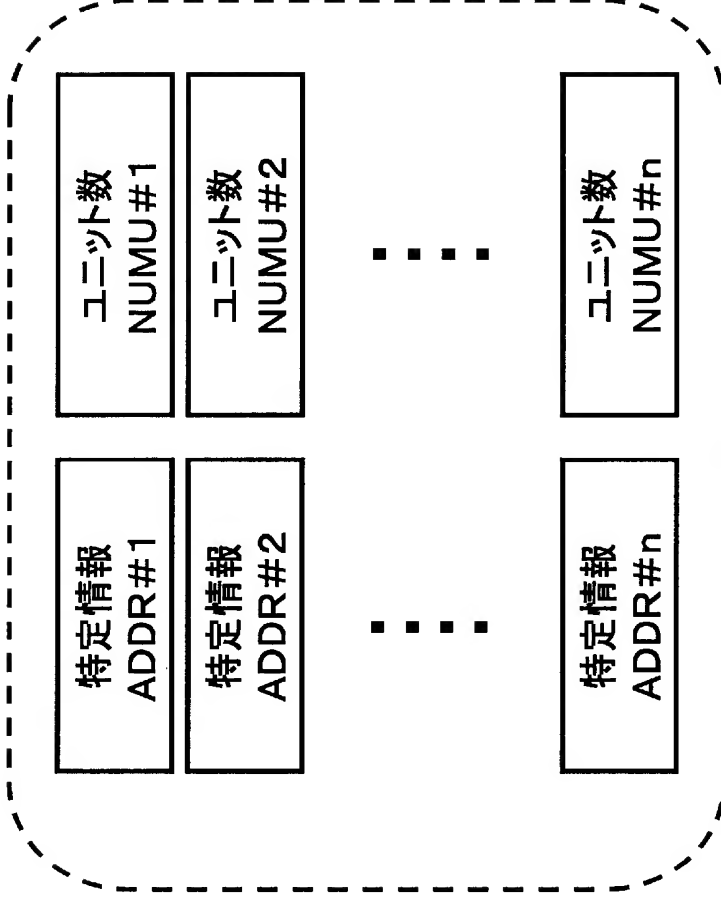 特定情報
ADDR#1
ユニット数
NUMU#1
特定情報
ADDR#2
ユニット数
NUMU#2
特定情報
ADDR#n
ユニット数
NUMU#n